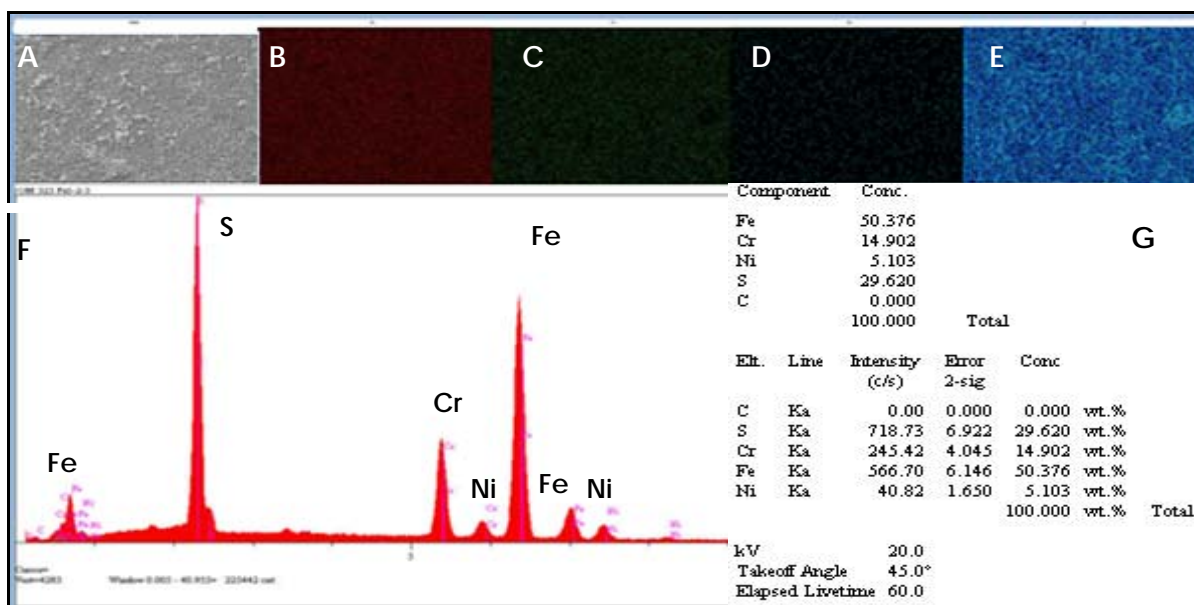 A B C D E
F
S
Fe
Cr
Fe
Ni
Fe
Ni
G
Component Conc.
Fe 50.376
Cr 14.902
Ni 5.103
S 29.620
C 0.000
100.000 Total
Elt. Line Intensity Error Conc
(c/s) 2-sig
C Ka 0.00 0.000 0.000 wt.%
S Ka 718.73 6.922 29.620 wt.%
Cr Ka 245.42 4.045 14.902 wt.%
Fe Ka 566.70 6.146 50.376 wt.%
Ni Ka 40.82 1.650 5.103 wt.%
100.000 wt.% Total
kV 20.0
Takeoff Angle 45.0°
Elapsed Livetime 60.0